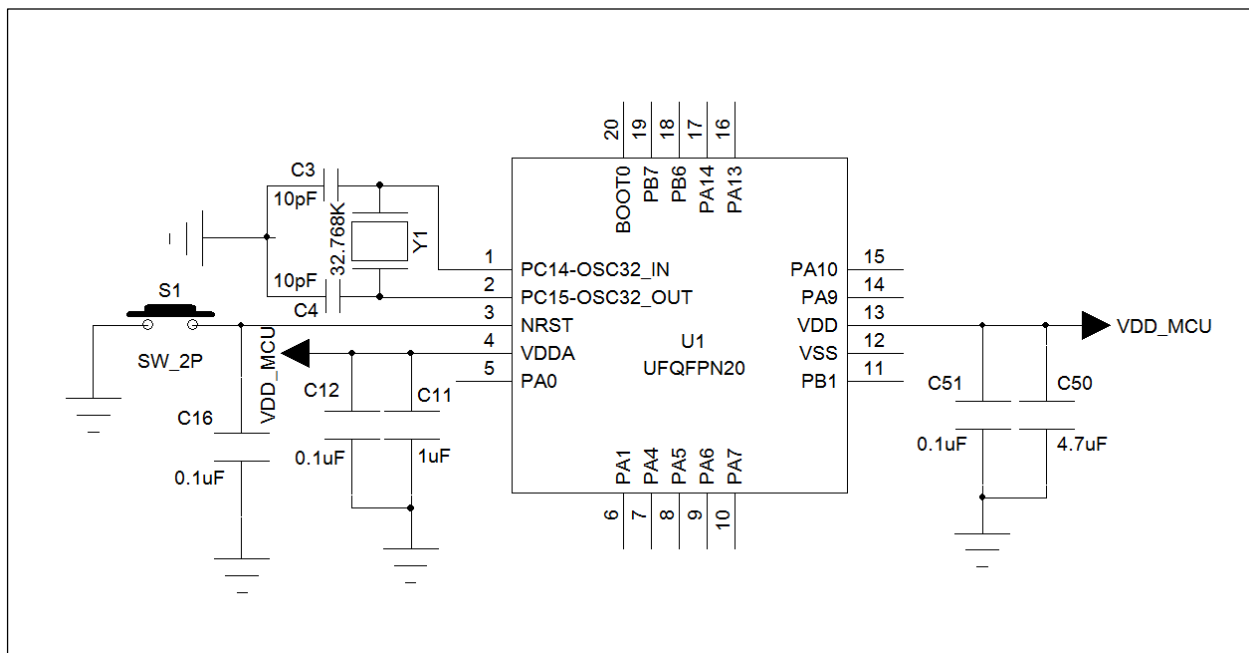 20
19
18
17
16
BOOT0
PB7
PB6
PA14
PA13
C3
10pF
32.768K
Y1
10pF
C4
1
PC14-OSC32_IN
2
PC15-OSC32_OUT
3
NRST
4
VDDA
5
PA0
S1
SW_2P
VDD_MCU
C16
0.1uF
C12
0.1uF
C11
1uF
U1
UFQFPN20
PA10
15
PA9
14
VDD
13
VSS
12
PB1
11
VDD_MCU
C51
0.1uF
C50
4.7uF
PA1
PA4
PA5
PA6
PA7
6
7
8
9
10